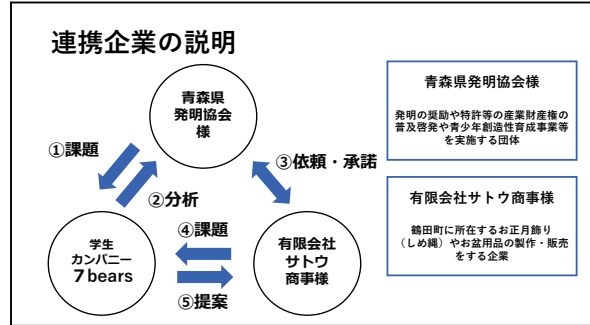 連携企業の説明
青森県
発明協会
様
①課題
②分析
③依頼・承諾
学生
カンパニー
7 bears
④課題
⑤提案
有限会社
サトウ
商事様
青森県発明協会様
発明の奨励や特許等の産業財産権の
普及啓発や青少年創造性育成事業等
を実施する団体
有限会社サトウ商事様
鶴田町に所在するお正月飾り
（しめ縄）やお盆用品の製作・販売
をする企業